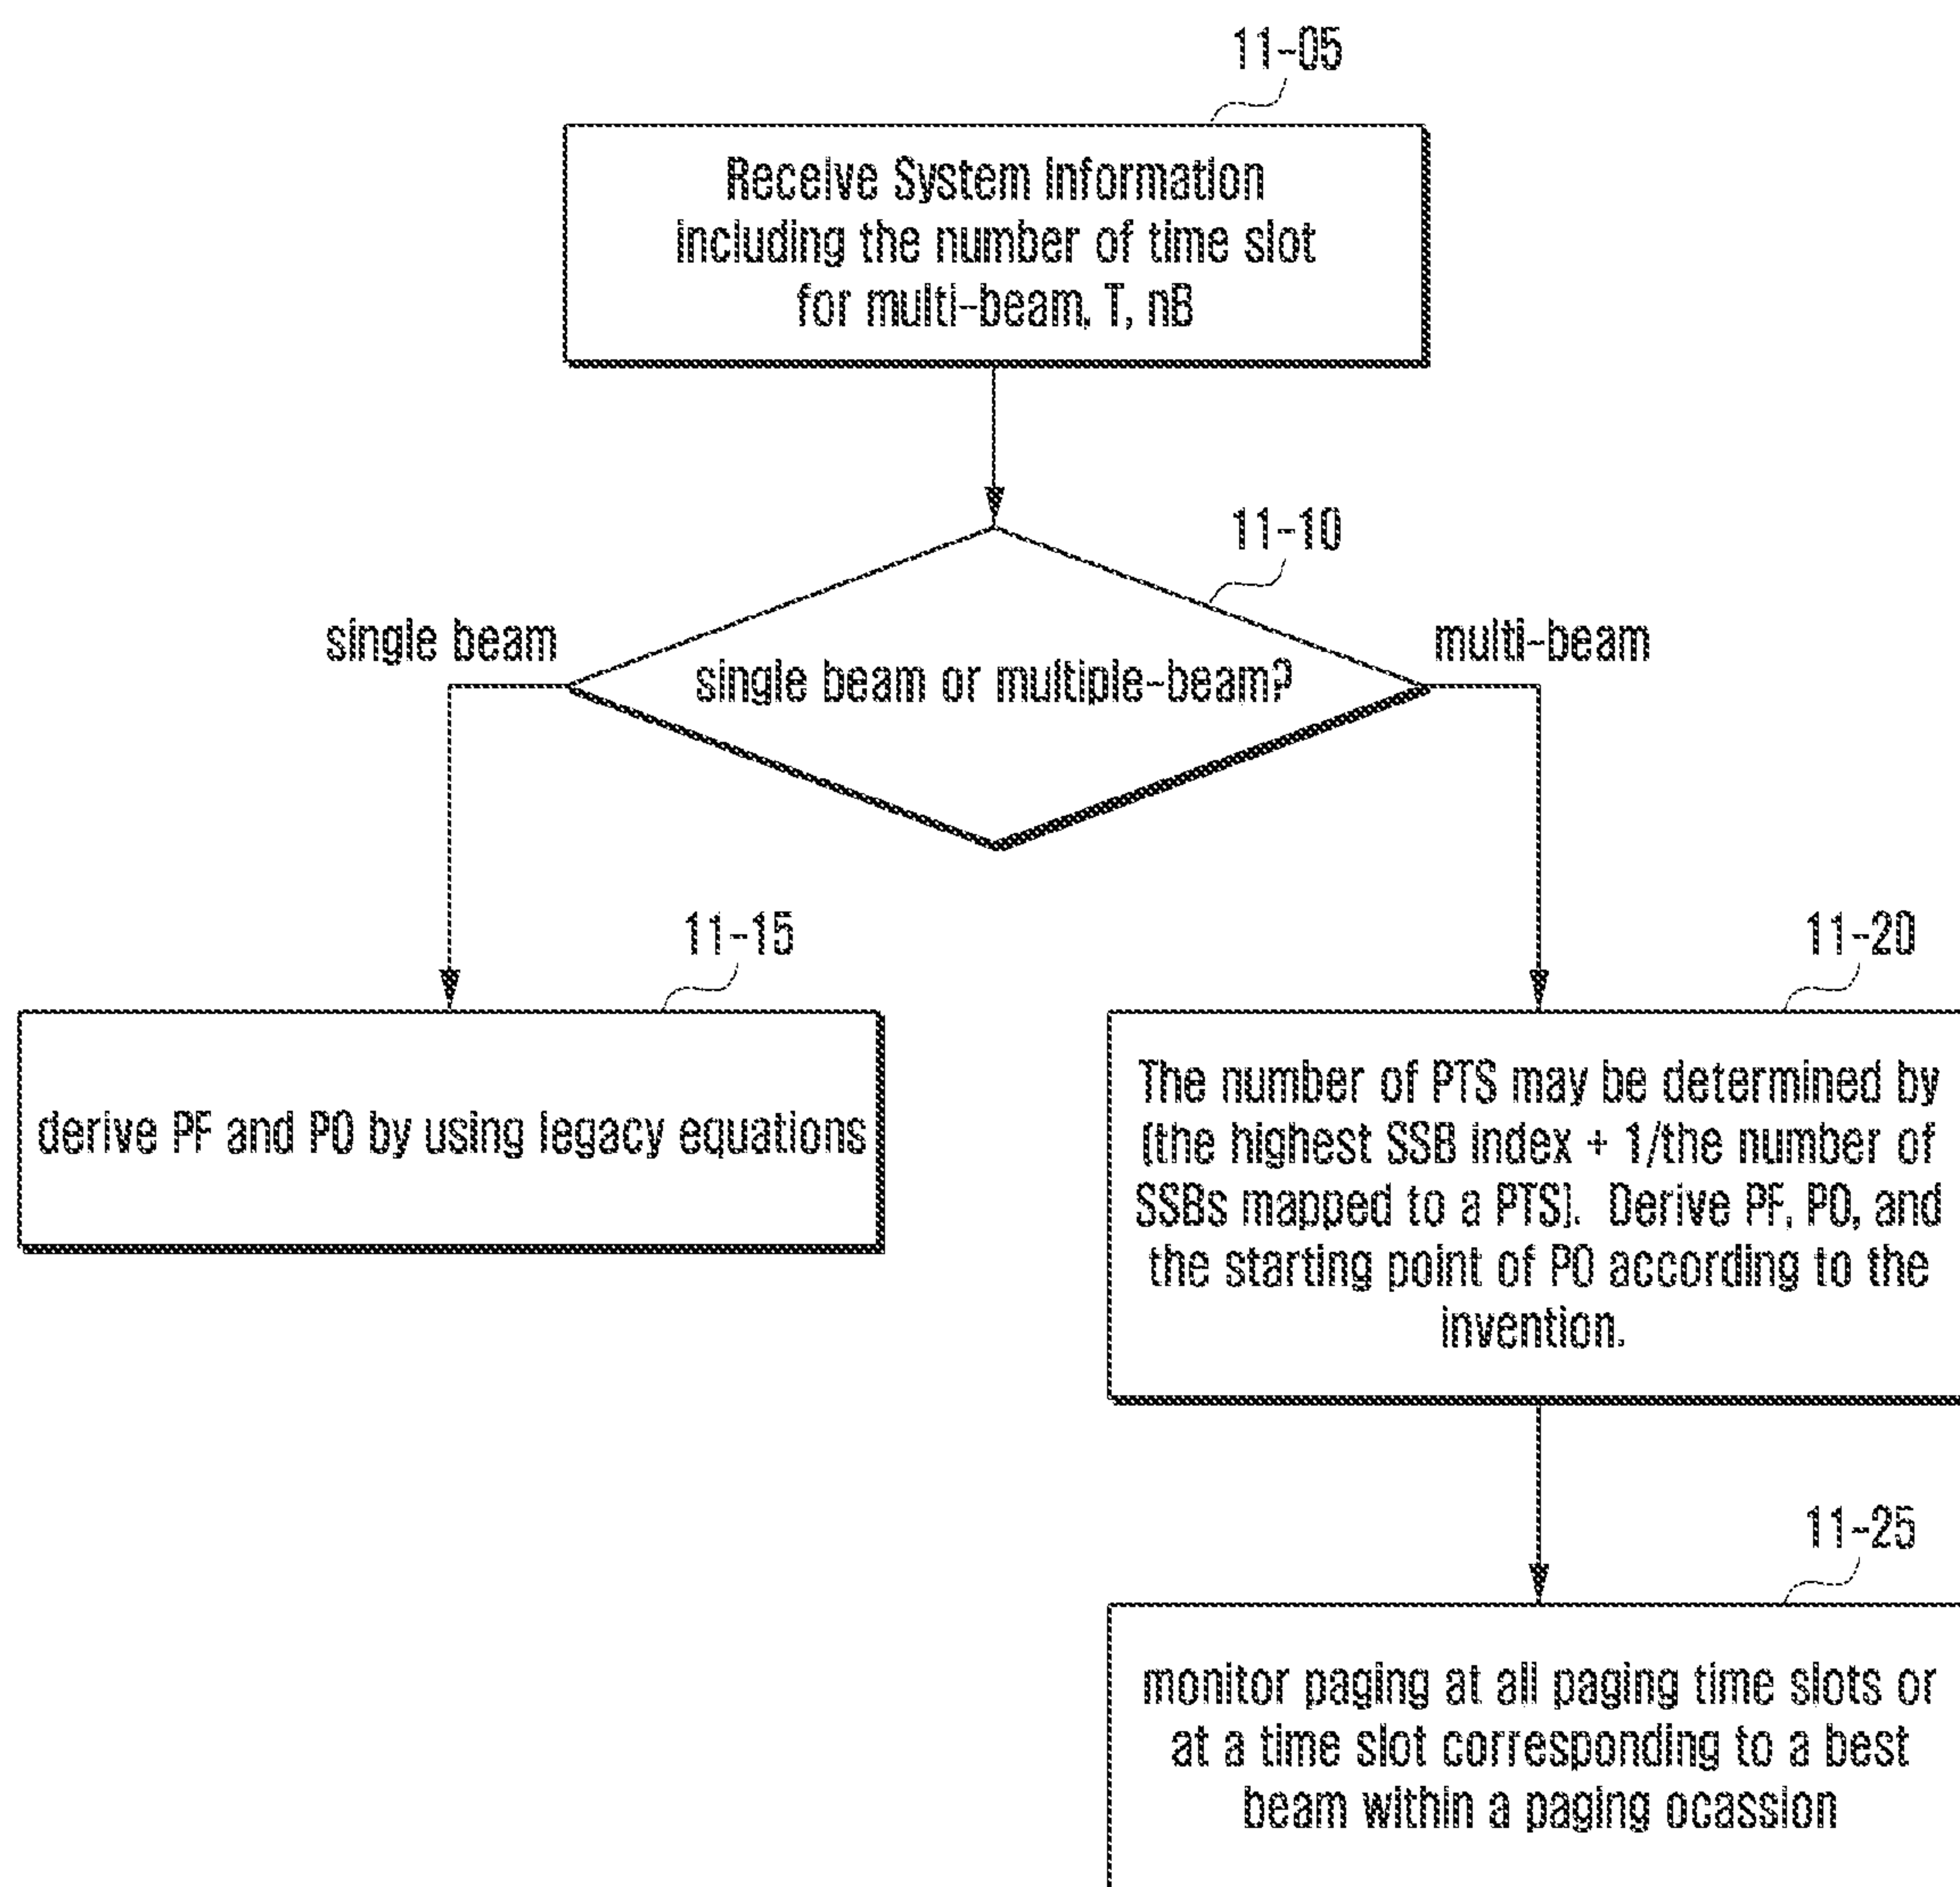 11-05
Receive System Information
including the number of time slot
for multi-beam, T, nB
11-10
single beam
multi-beam
single beam or multiple-beam?
11-15
derive PF and PO by using legacy equations
11-20
The number of PTS may be determined by
(the highest SSB index + 1/the number of
SSBs mapped to a PTS). Derive PF, PO, and
the starting point of PO according to the
invention.
11-25
monitor paging at all paging time slots or
at a time slot corresponding to a best
beam within a paging ocassion